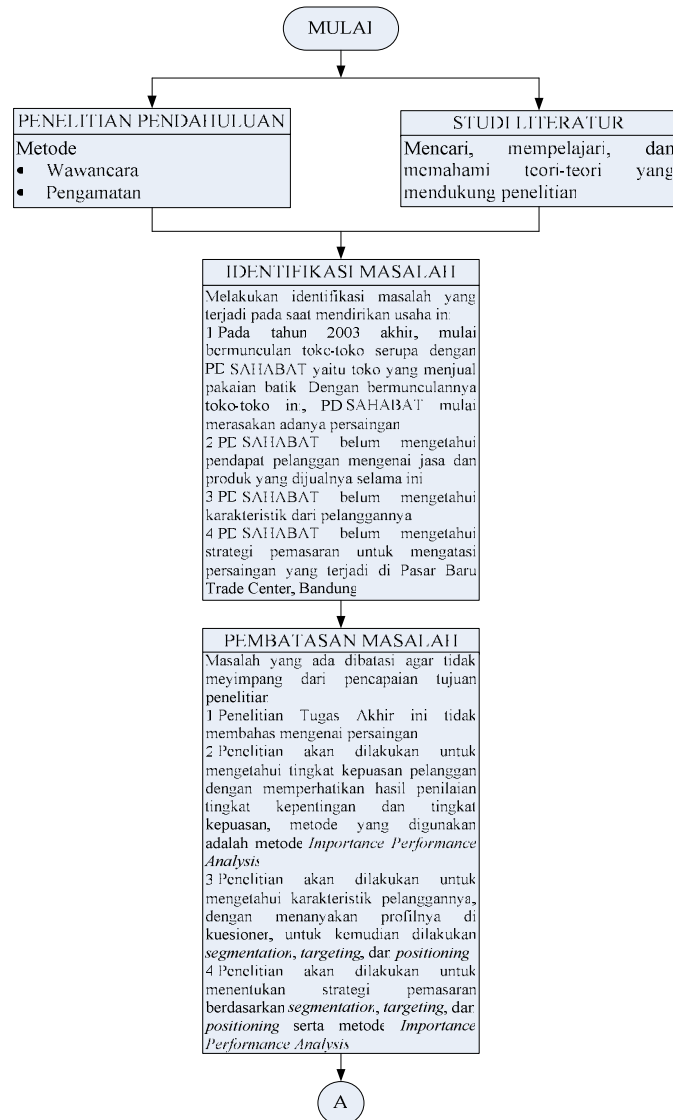 MULAI
PENELITIAN PENDAHULUAN
Metode
• Wawancara
• Pengamatan
STUDI LITERATUR
Mencari, mempelajari, dan
memahami teori-teori yang
mendukung penelitian
IDENTIFIKASI MASALAH
Melakukan identifikasi masalah yang
terjadi pada saat mendirikan usaha ini:
1 Pada tahun 2003 akhir, mulai
bermunculan toko-toko serupa dengan
PD SAHABAT yaitu toko yang menjual
pakaian batik Dengan bermunculannya
toko-toko ini, PD SAHABAT mulai
merasakan adanya persaingan
2 PD SAHABAT belum mengetahui
pendapat pelanggan mengenai jasa dan
produk yang dijualnya selama ini
3 PD SAHABAT belum mengetahui
karakteristik dari pelanggannya
4 PD SAHABAT belum mengetahui
strategi pemasaran untuk mengatasi
persaingan yang terjadi di Pasar Baru
Trade Center, Bandung
PEMBATASAN MASALAH
Masalah yang ada dibatasi agar tidak
meyimpang dari pencapaian tujuan
penelitian
1 Penelitian Tugas Akhir ini tidak
membahas mengenai persaingan
2 Penelitian akan dilakukan untuk
mengetahui tingkat kepuasan pelanggan
dengan memperhatikan hasil penilaian
tingkat kepentingan dan tingkat
kepuasan, metode yang digunakan
adalah metode Importance Performance
Analysis
3 Penelitian akan dilakukan untuk
mengetahui karakteristik pelanggannya,
dengan menanyakan profilnya di
kuesioner, untuk kemudian dilakukan
segmentation, targeting, dan positioning
4 Penelitian akan dilakukan untuk
menentukan strategi pemasaran
berdasarkan segmentation, targeting, dan
positioning serta metode Importance
Performance Analysis
A